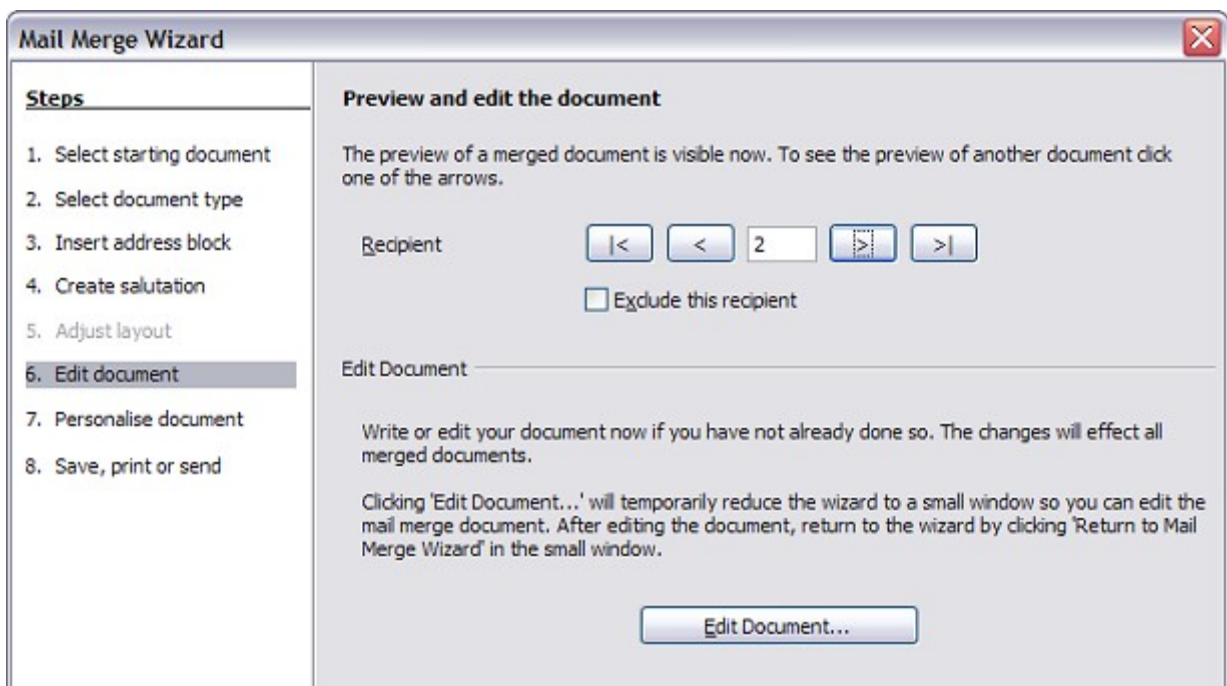 Mail Merge Wizard
Steps
1. Select starting document
2. Select document type
3. Insert address block
4. Create salutation
5. Adjust layout
6. Edit document
7. Personalise document
8. Save, print or send
Preview and edit the document
The preview of a merged document is visible now. To see the preview of another document click
one of the arrows.
Recipient |< < 2 > >|
Exclude this recipient
Edit Document
Write or edit your document now if you have not already done so. The changes will effect all
merged documents.
Clicking 'Edit Document...' will temporarily reduce the wizard to a small window so you can edit the
mail merge document. After editing the document, return to the wizard by clicking 'Return to Mail
Merge Wizard' in the small window.
Edit Document...